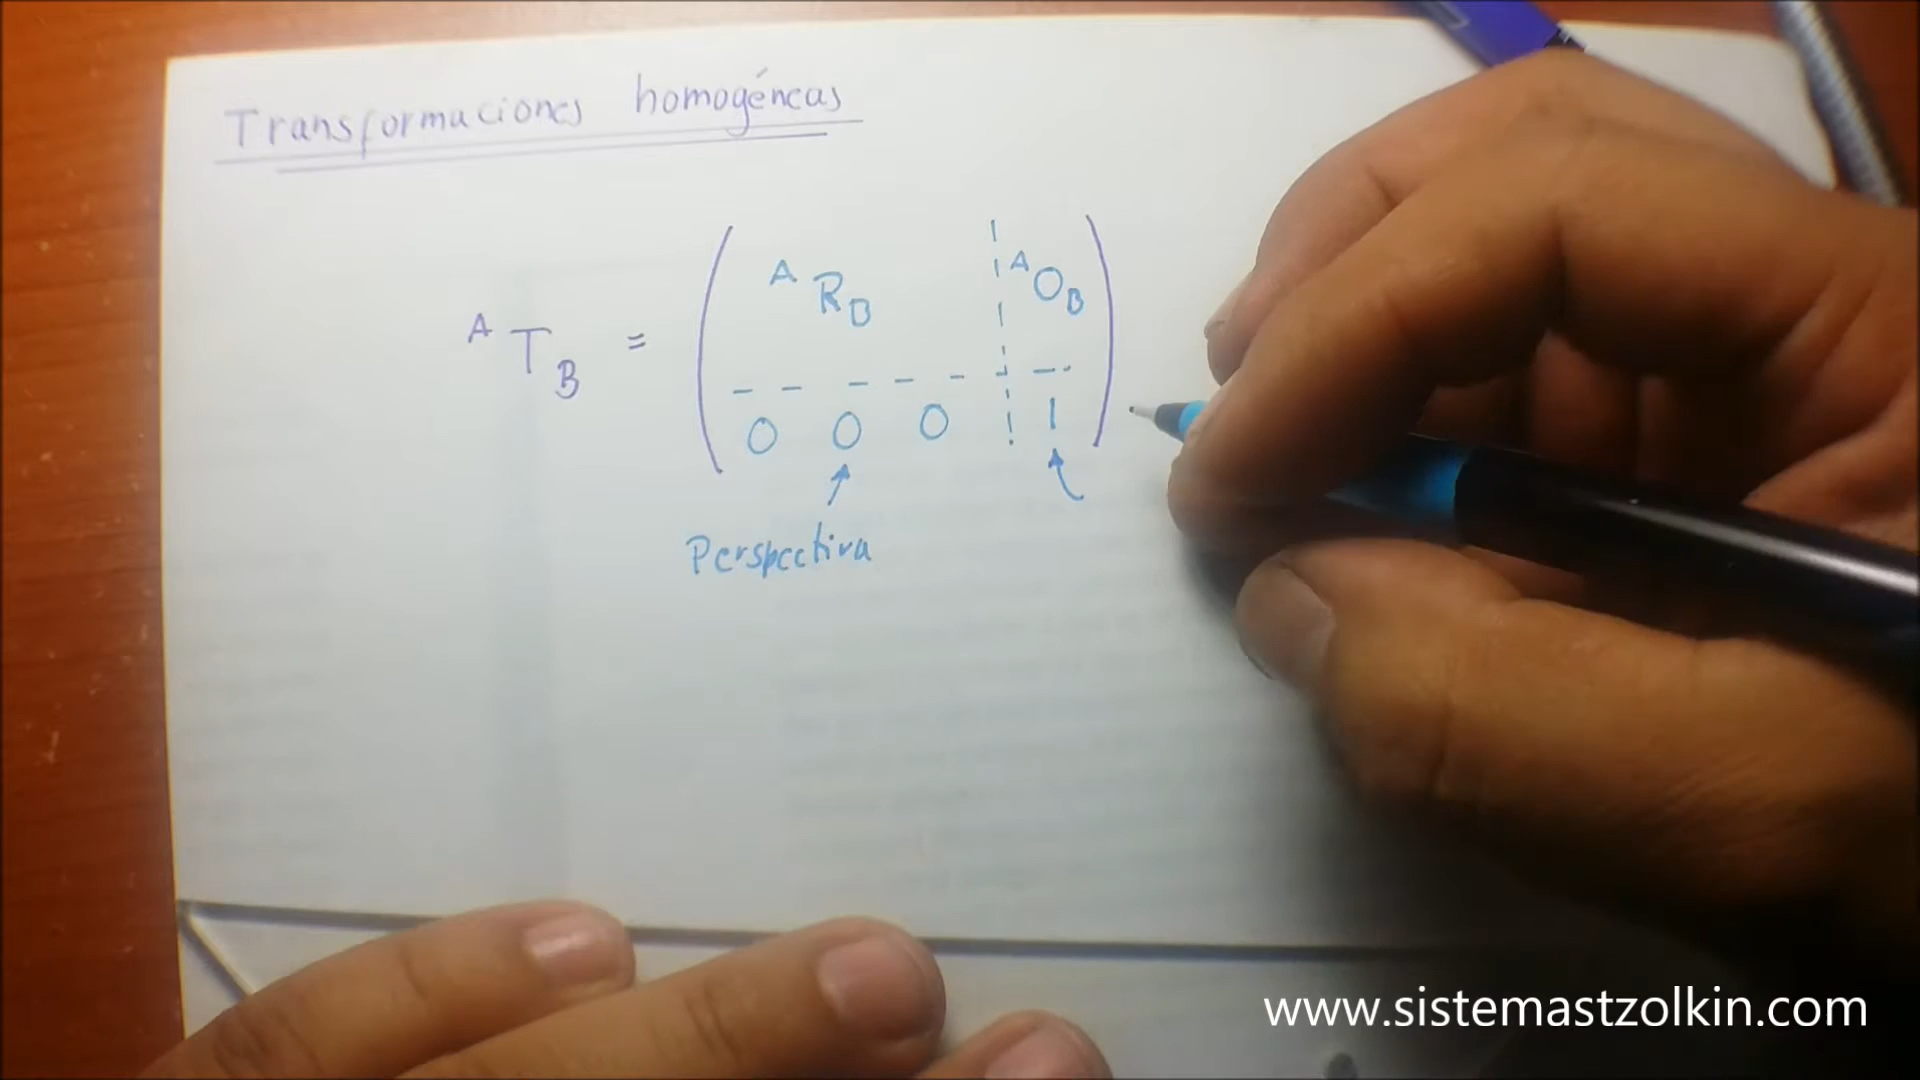 Transformaciones homogéneas
A T B = ( A R B A O B
0 0 0 1 )
Perspectiva
www.sistemastzolkin.com